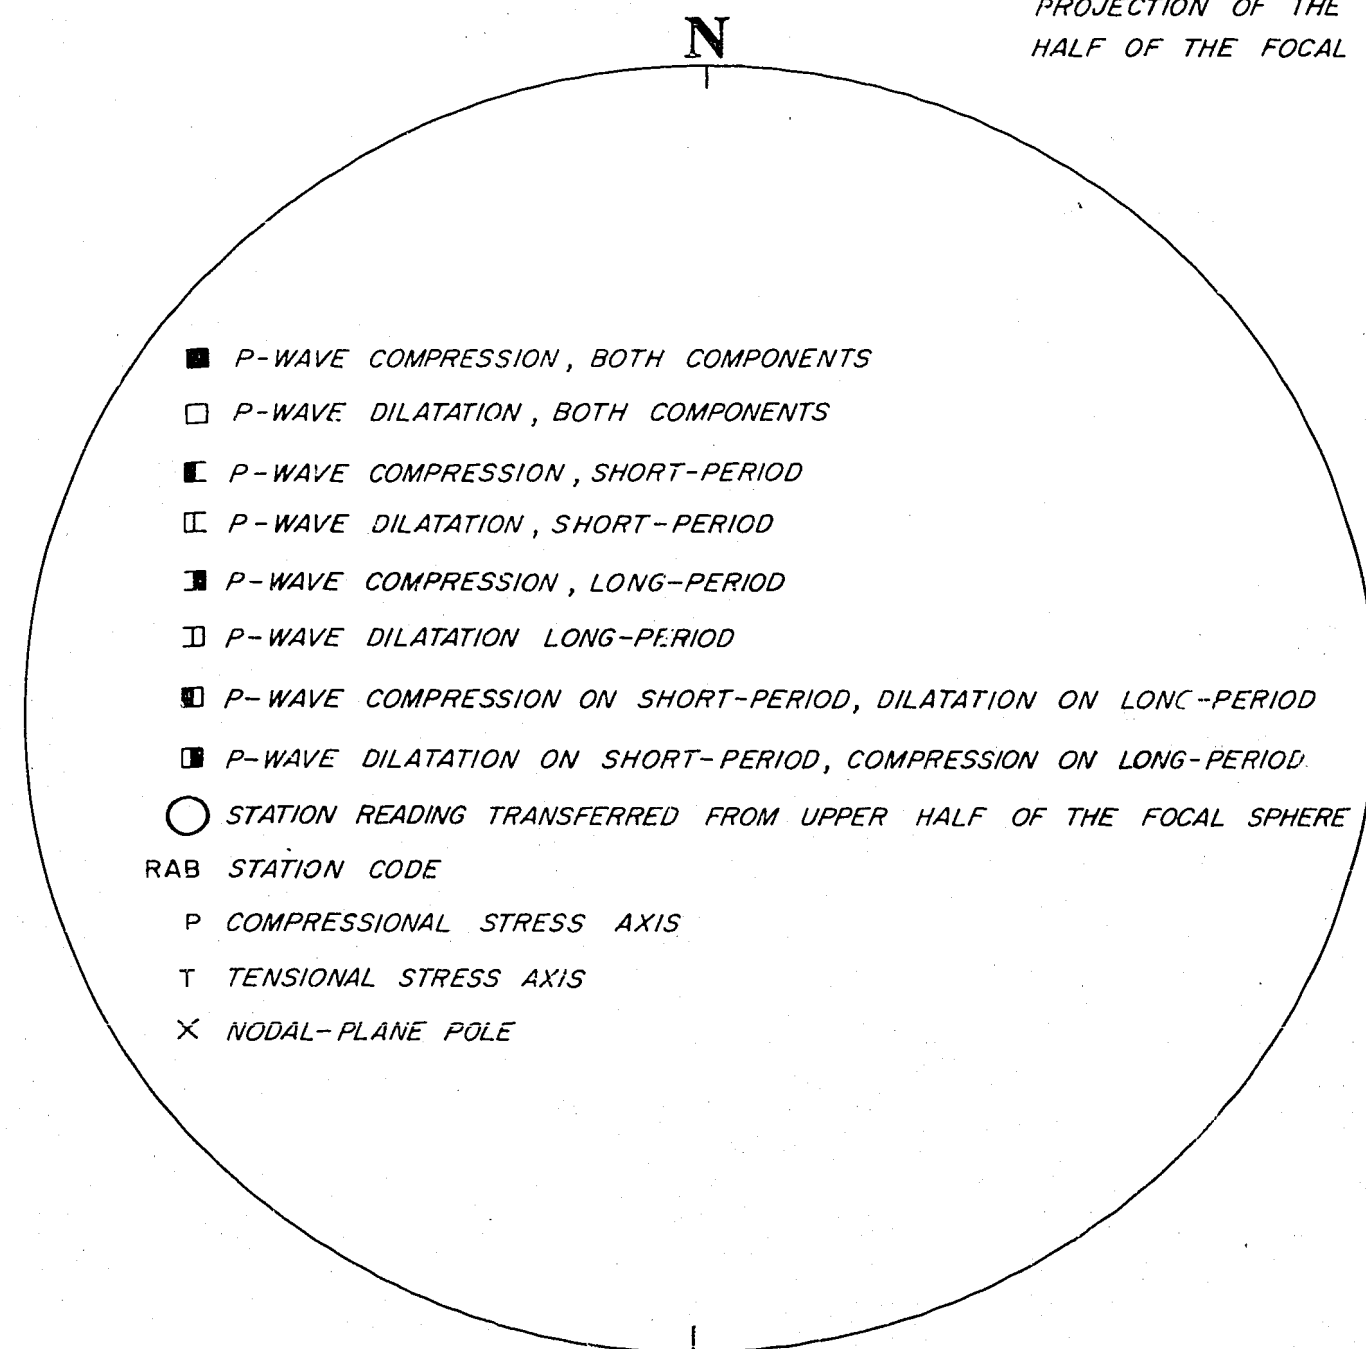 PROJECTION OF THE
HALF OF THE FOCAL
N
P-WAVE COMPRESSION, BOTH COMPONENTS
P-WAVE DILATATION, BOTH COMPONENTS
P-WAVE COMPRESSION, SHORT-PERIOD
P-WAVE DILATATION, SHORT-PERIOD
P-WAVE COMPRESSION, LONG-PERIOD
P-WAVE DILATATION LONG-PERIOD
P-WAVE COMPRESSION ON SHORT-PERIOD, DILATATION ON LONG-PERIOD
P-WAVE DILATATION ON SHORT-PERIOD, COMPRESSION ON LONG-PERIOD
STATION READING TRANSFERRED FROM UPPER HALF OF THE FOCAL SPHERE
RAB STATION CODE
P COMPRESSIONAL STRESS AXIS
T TENSIONAL STRESS AXIS
X NODAL-PLANE POLE